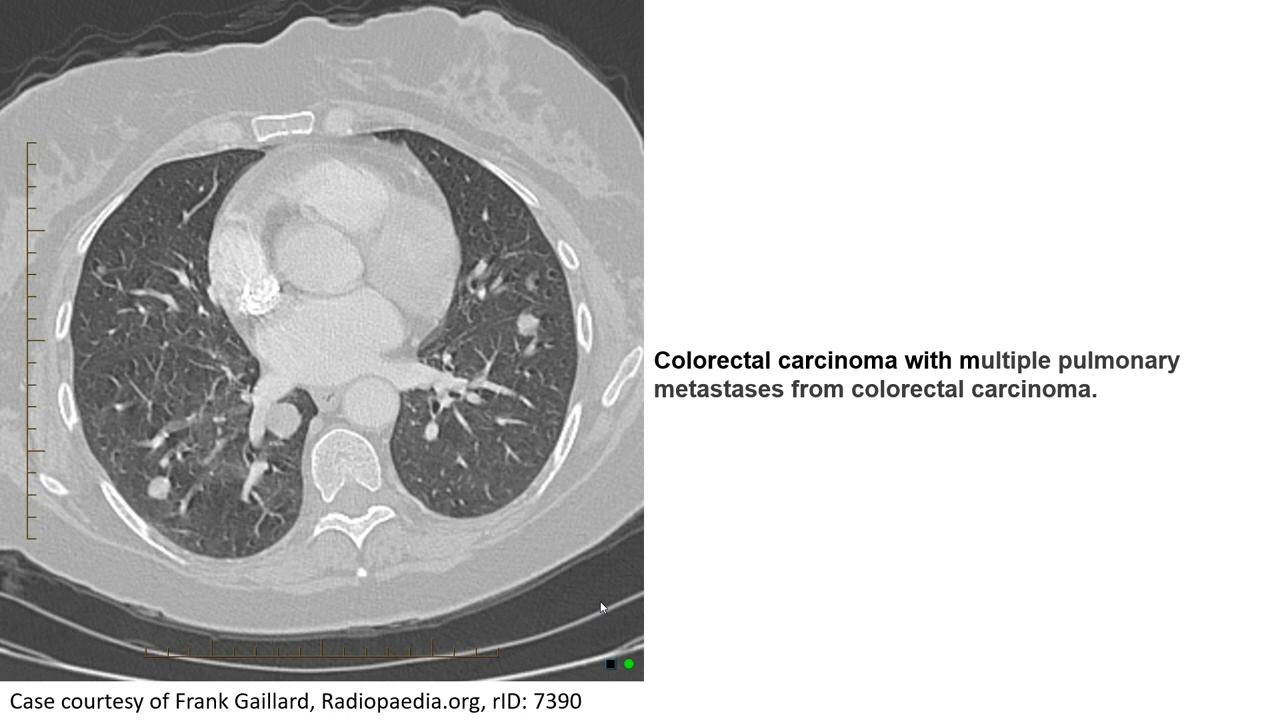 Colorectal carcinoma with multiple pulmonary
metastases from colorectal carcinoma.
Case courtesy of Frank Gaillard, Radiopaedia.org, rID: 7390